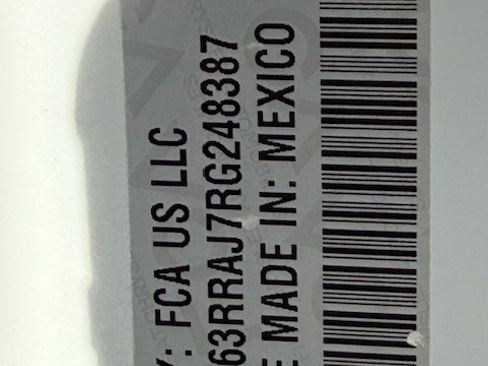 Y: FCA US LLC
63RRAJ7RG248387
E MADE IN: MEXICO